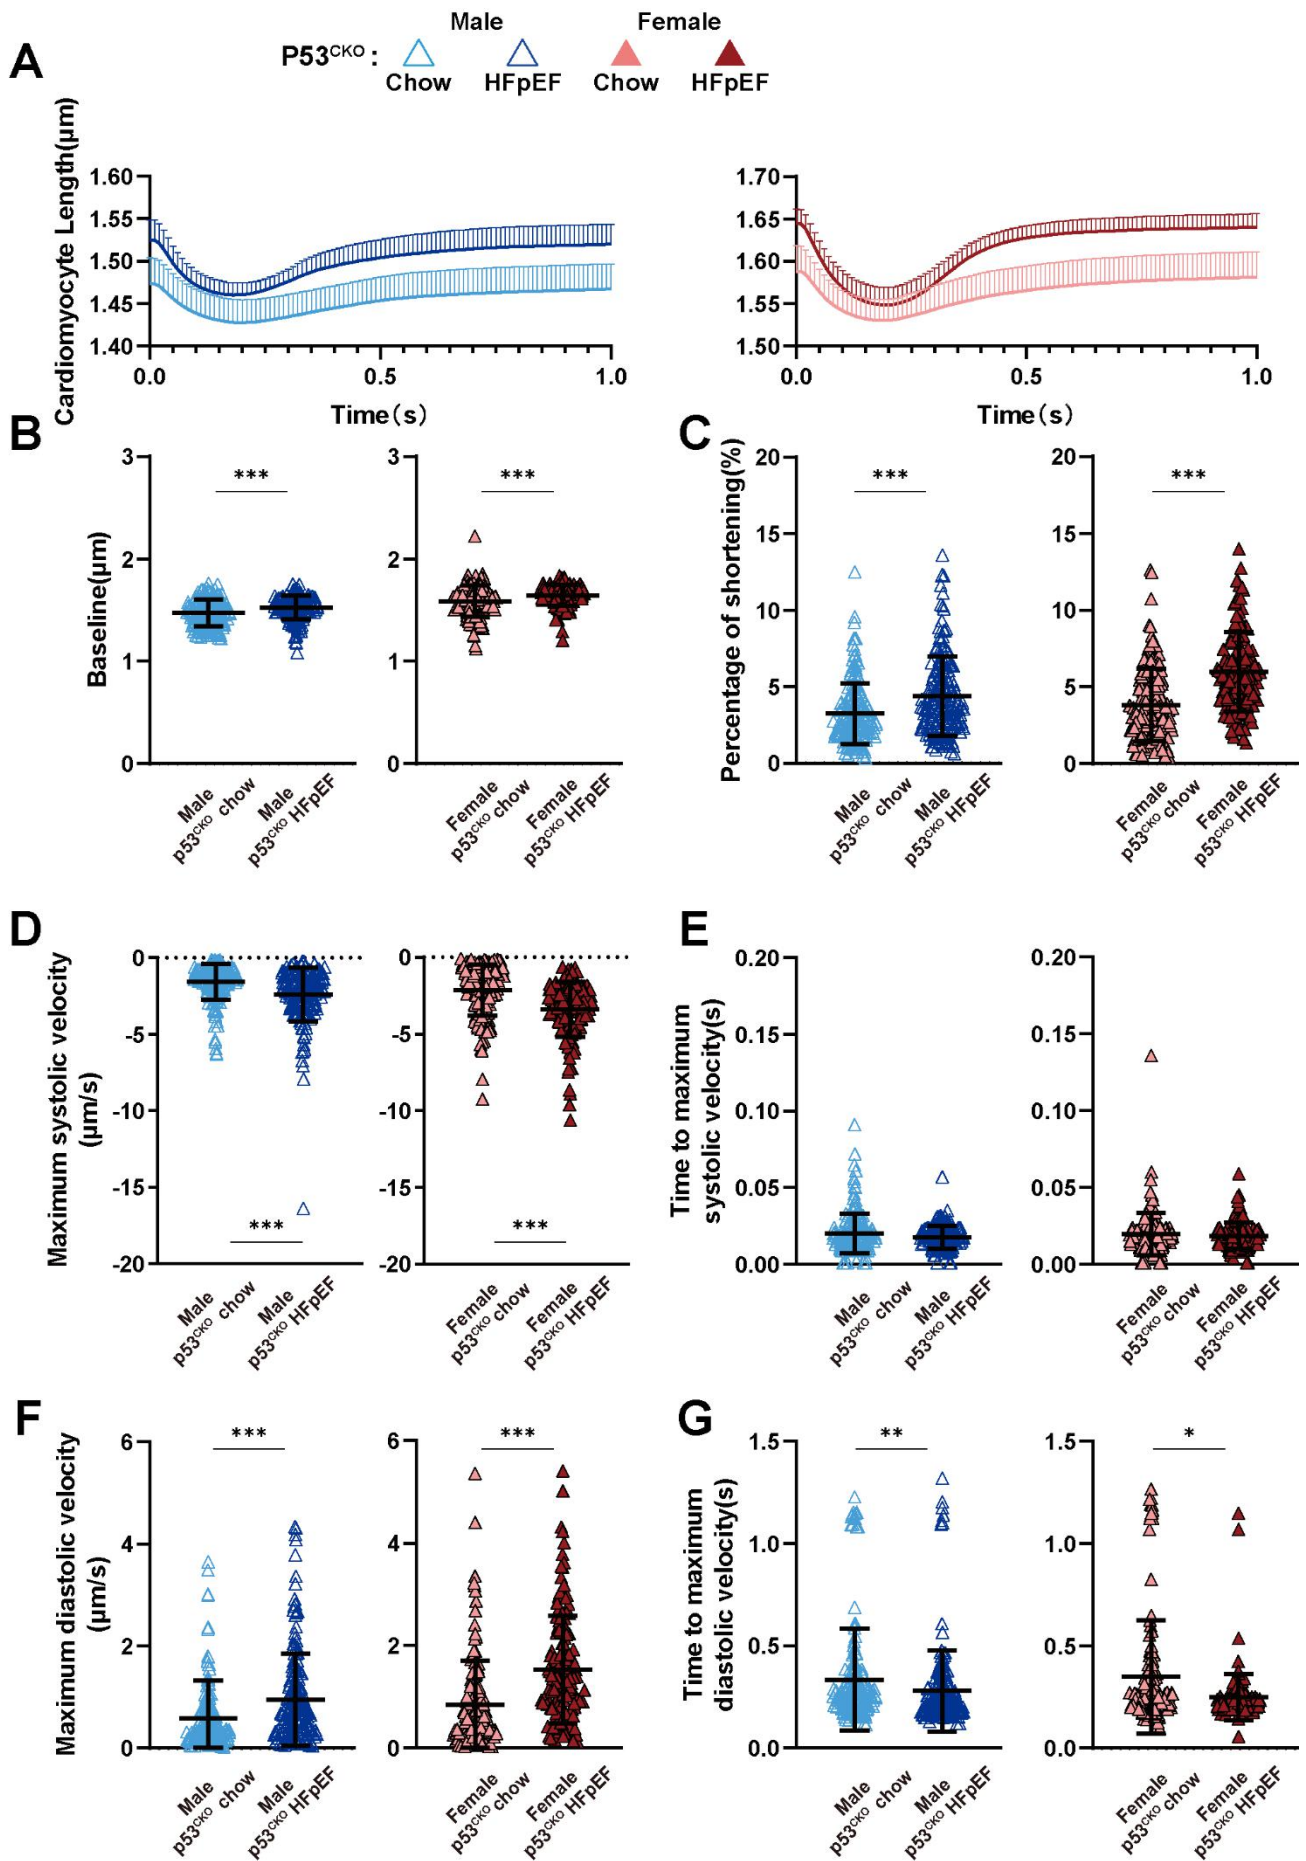 Male Female
P53CKO :
Chow HFpEF Chow HFpEF
A
Cardiomyocyte Length(μm)
1.60
1.55
1.50
1.45
1.40
0.0 0.5 1.0
Time(s)
1.70
1.65
1.60
1.55
1.50
0.0 0.5 1.0
Time(s)
B
Baseline(μm)
3
2
1
0
***
Male
p53CKO chow
Male
p53CKO HFpEF
3
2
1
0
***
Female
p53CKO chow
Female
p53CKO HFpEF
C
Percentage of shortening(%)
20
15
10
5
0
***
Male
p53CKO chow
Male
p53CKO HFpEF
20
15
10
5
0
***
Female
p53CKO chow
Female
p53CKO HFpEF
D
Maximum systolic velocity
(μm/s)
0
-5
-10
-15
-20
***
Male
p53CKO chow
Male
p53CKO HFpEF
0
-5
-10
-15
-20
***
Female
p53CKO chow
Female
p53CKO HFpEF
E
Time to maximum
systolic velocity(s)
0.20
0.15
0.10
0.05
0.00
Male
p53CKO chow
Male
p53CKO HFpEF
0.20
0.15
0.10
0.05
0.00
Female
p53CKO chow
Female
p53CKO HFpEF
F
Maximum diastolic velocity
(μm/s)
6
4
2
0
***
Male
p53CKO chow
Male
p53CKO HFpEF
6
4
2
0
***
Female
p53CKO chow
Female
p53CKO HFpEF
G
Time to maximum
diastolic velocity(s)
1.5
1.0
0.5
0.0
**
Male
p53CKO chow
Male
p53CKO HFpEF
1.5
1.0
0.5
0.0
*
Female
p53CKO chow
Female
p53CKO HFpEF